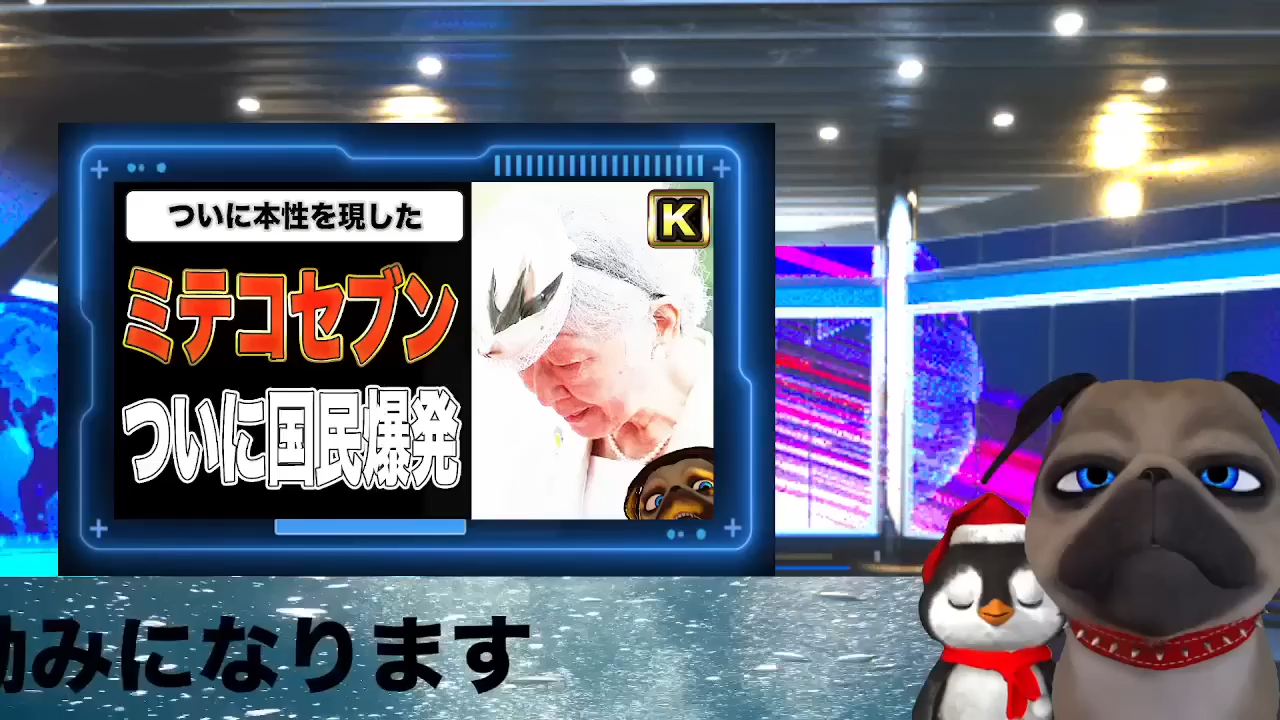 ついに本性を現した
K
ミテコセブン
ついに国民爆発
励みになります